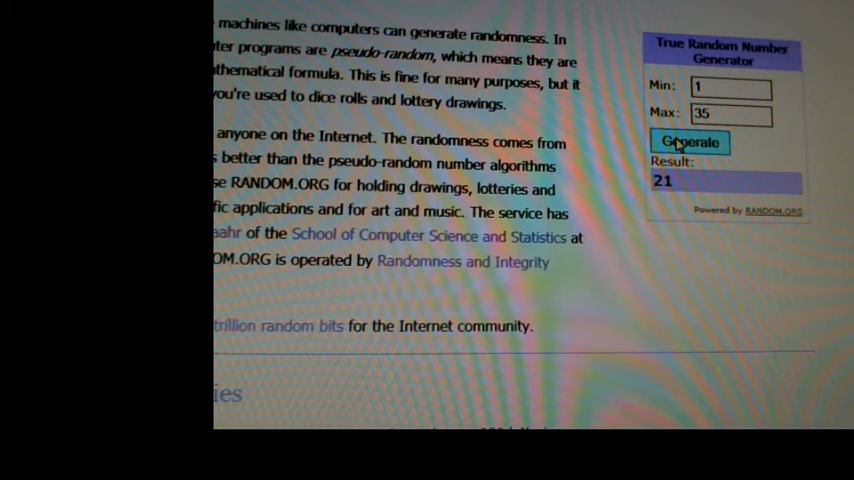 machines like computers can generate randomness. In
ter programs are pseudo-random, which means they are
thematical formula. This is fine for many purposes, but it
you're used to dice rolls and lottery drawings.
anyone on the Internet. The randomness comes from
s better than the pseudo-random number algorithms
se RANDOM.ORG for holding drawings, lotteries and
fic applications and for art and music. The service has
aahr of the School of Computer Science and Statistics at
OM.ORG is operated by Randomness and Integrity
trillion random bits for the Internet community.
ies
True Random Number
Generator
Min: 1
Max: 35
Generate
Result:
21
Powered by RANDOM.ORG